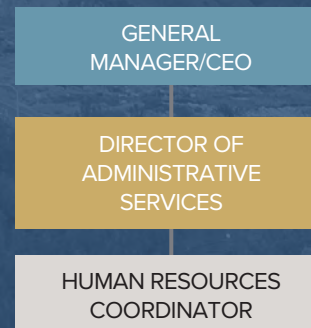 GENERAL
MANAGER/CEO
DIRECTOR OF
ADMINISTRATIVE
SERVICES
HUMAN RESOURCES
COORDINATOR